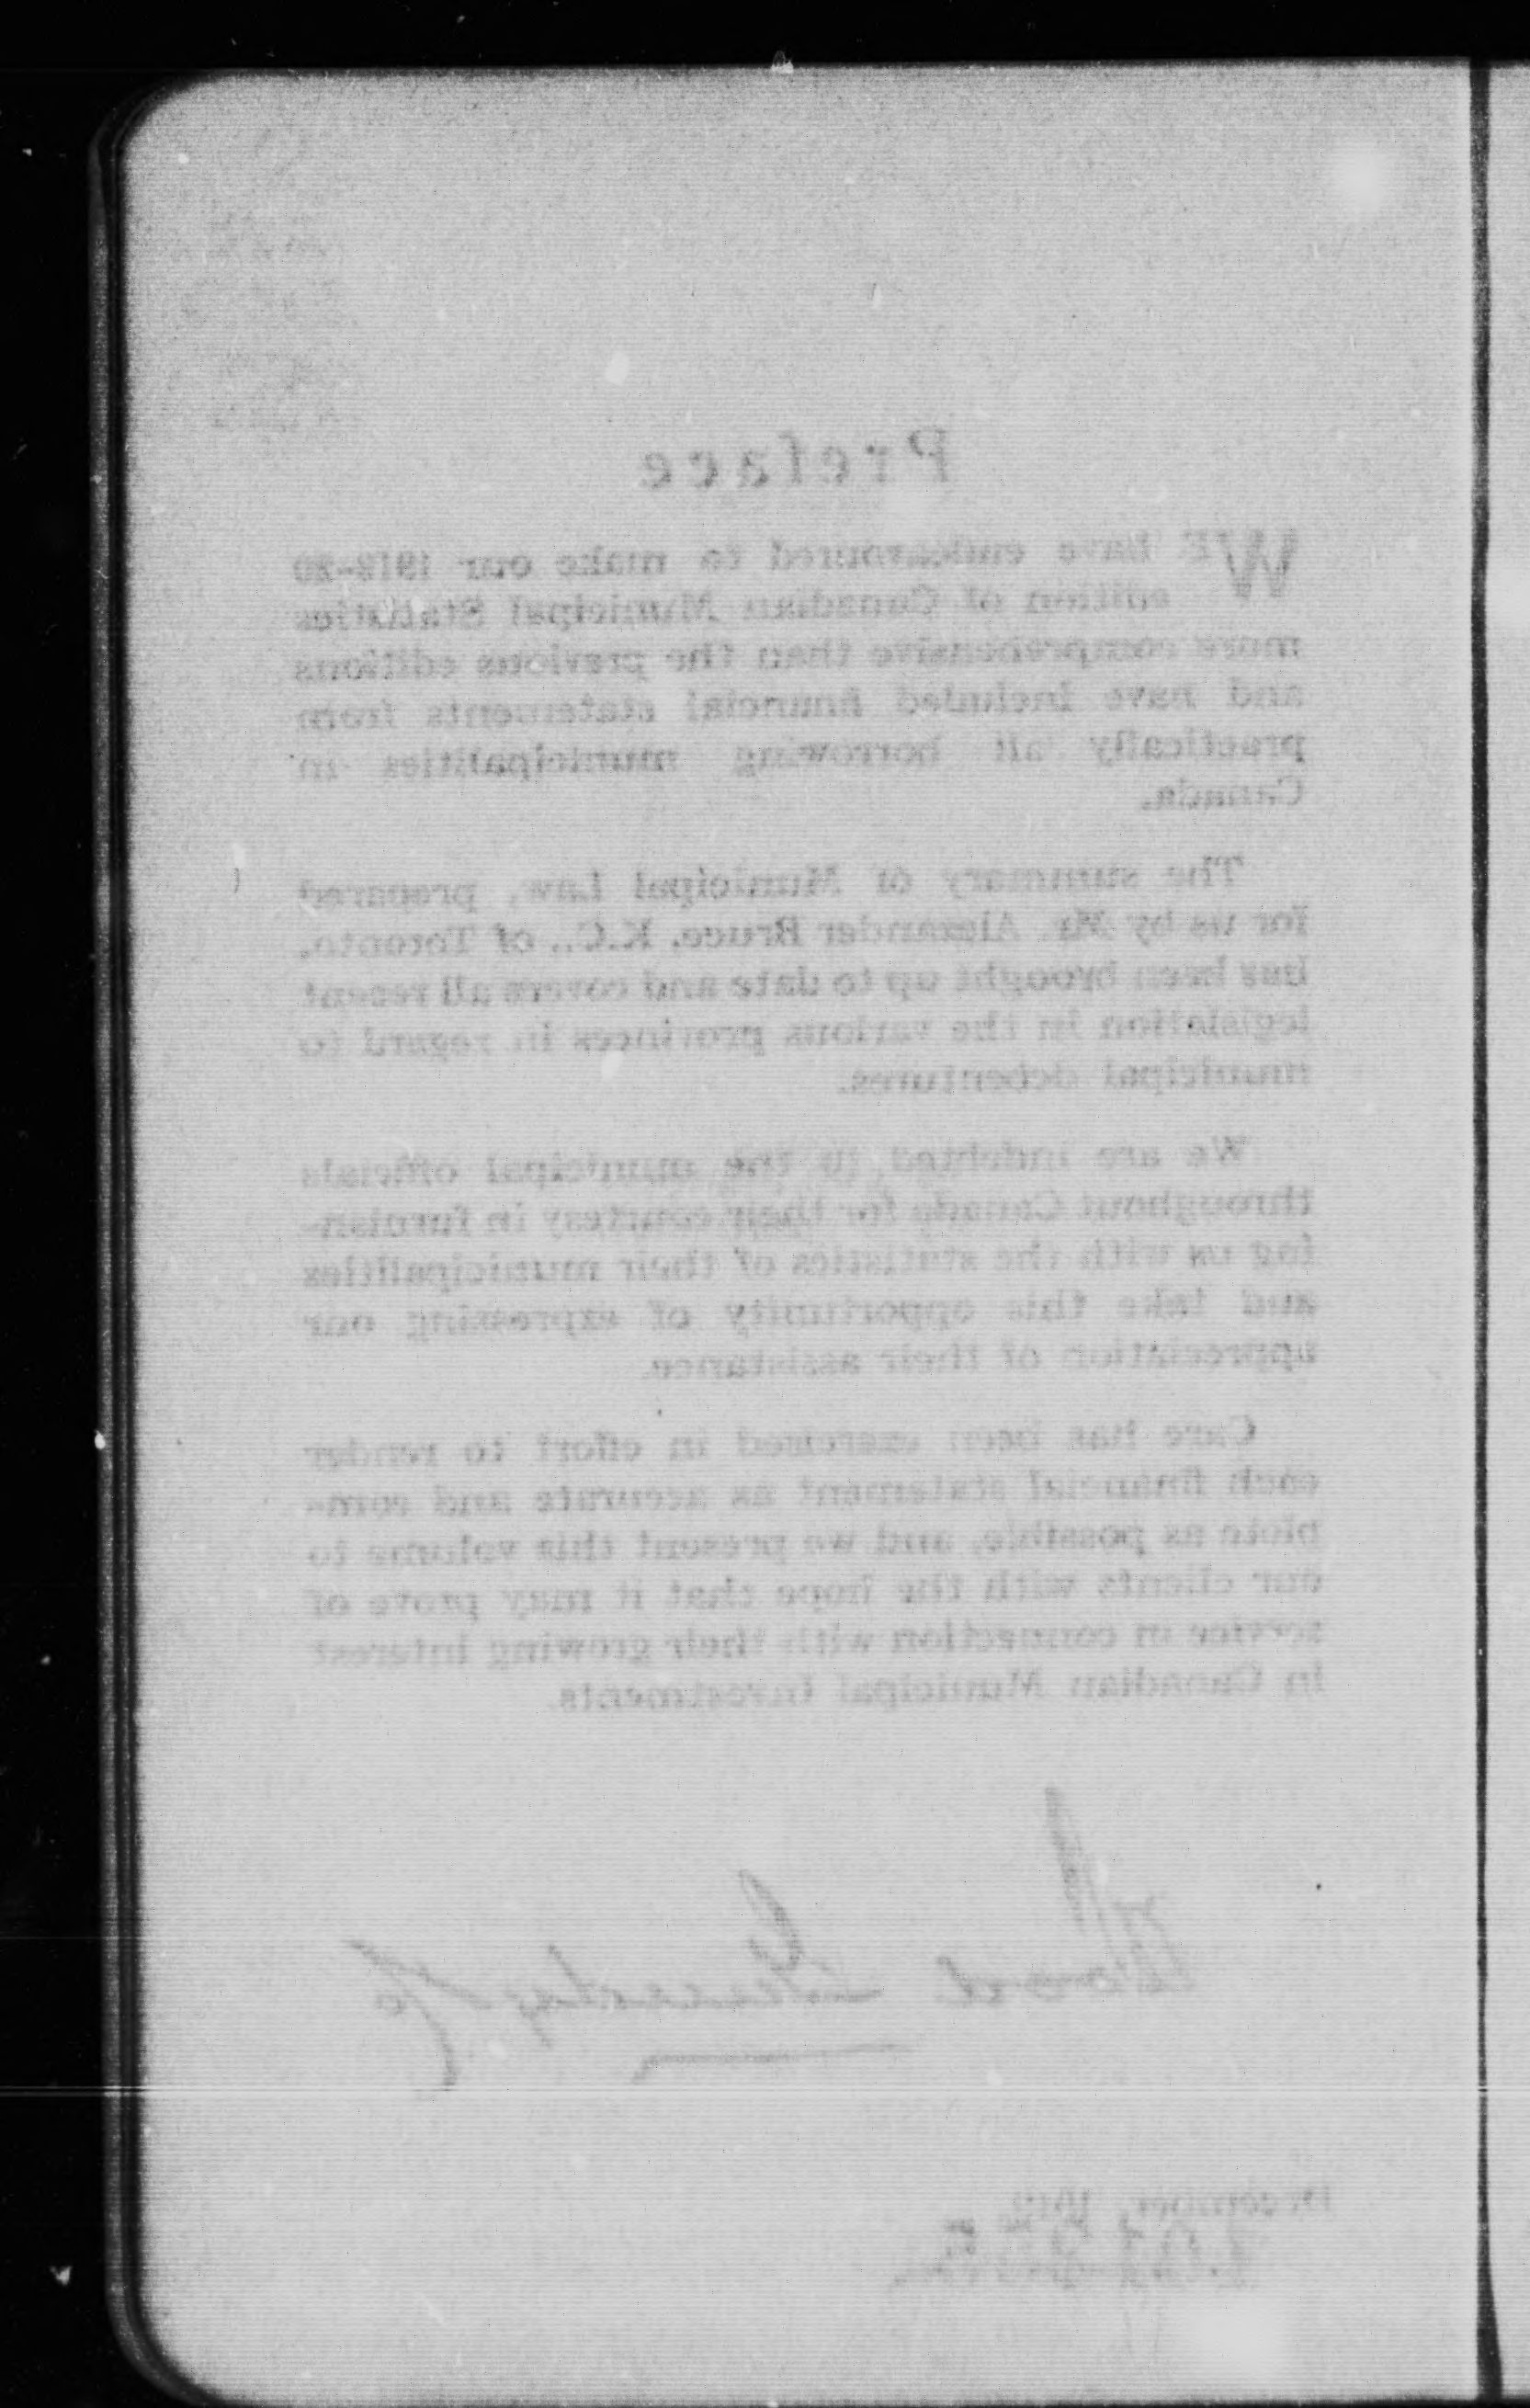 Preface
WE have endeavoured to make our 1919-20
edition of Canadian Municipal Statistics
more comprehensive than the previous editions
and have included financial statements from
practically all borrowing municipalities in
Canada.
The summary of Municipal Law, prepared
for us by Mr. Alexander Bruce, K.C., of Toronto,
has been brought up to date and covers all recent
legislation in the various provinces in regard to
municipal debentures.
We are indebted to the municipal officials
throughout Canada for their courtesy in furnish-
ing us with the statistics of their municipalities
and take this opportunity of expressing our
appreciation of their assistance.
Care has been exercised in effort to render
each financial statement as accurate and com-
plete as possible, and we present this volume to
our clients with the hope that it may prove of
service in connection with their growing interest
in Canadian Municipal Investments.
Wood Gundy & Co
December, 1919.